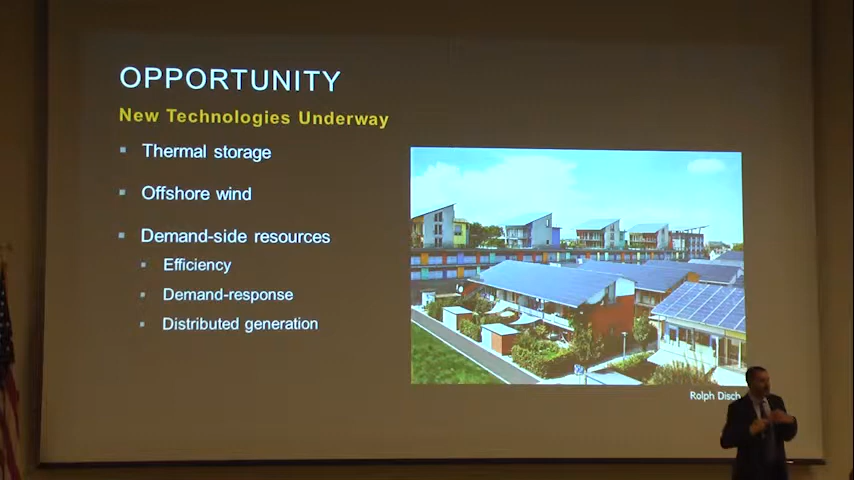 OPPORTUNITY
New Technologies Underway
Thermal storage
Offshore wind
Demand-side resources
Efficiency
Demand-response
Distributed generation
Rolph Disch